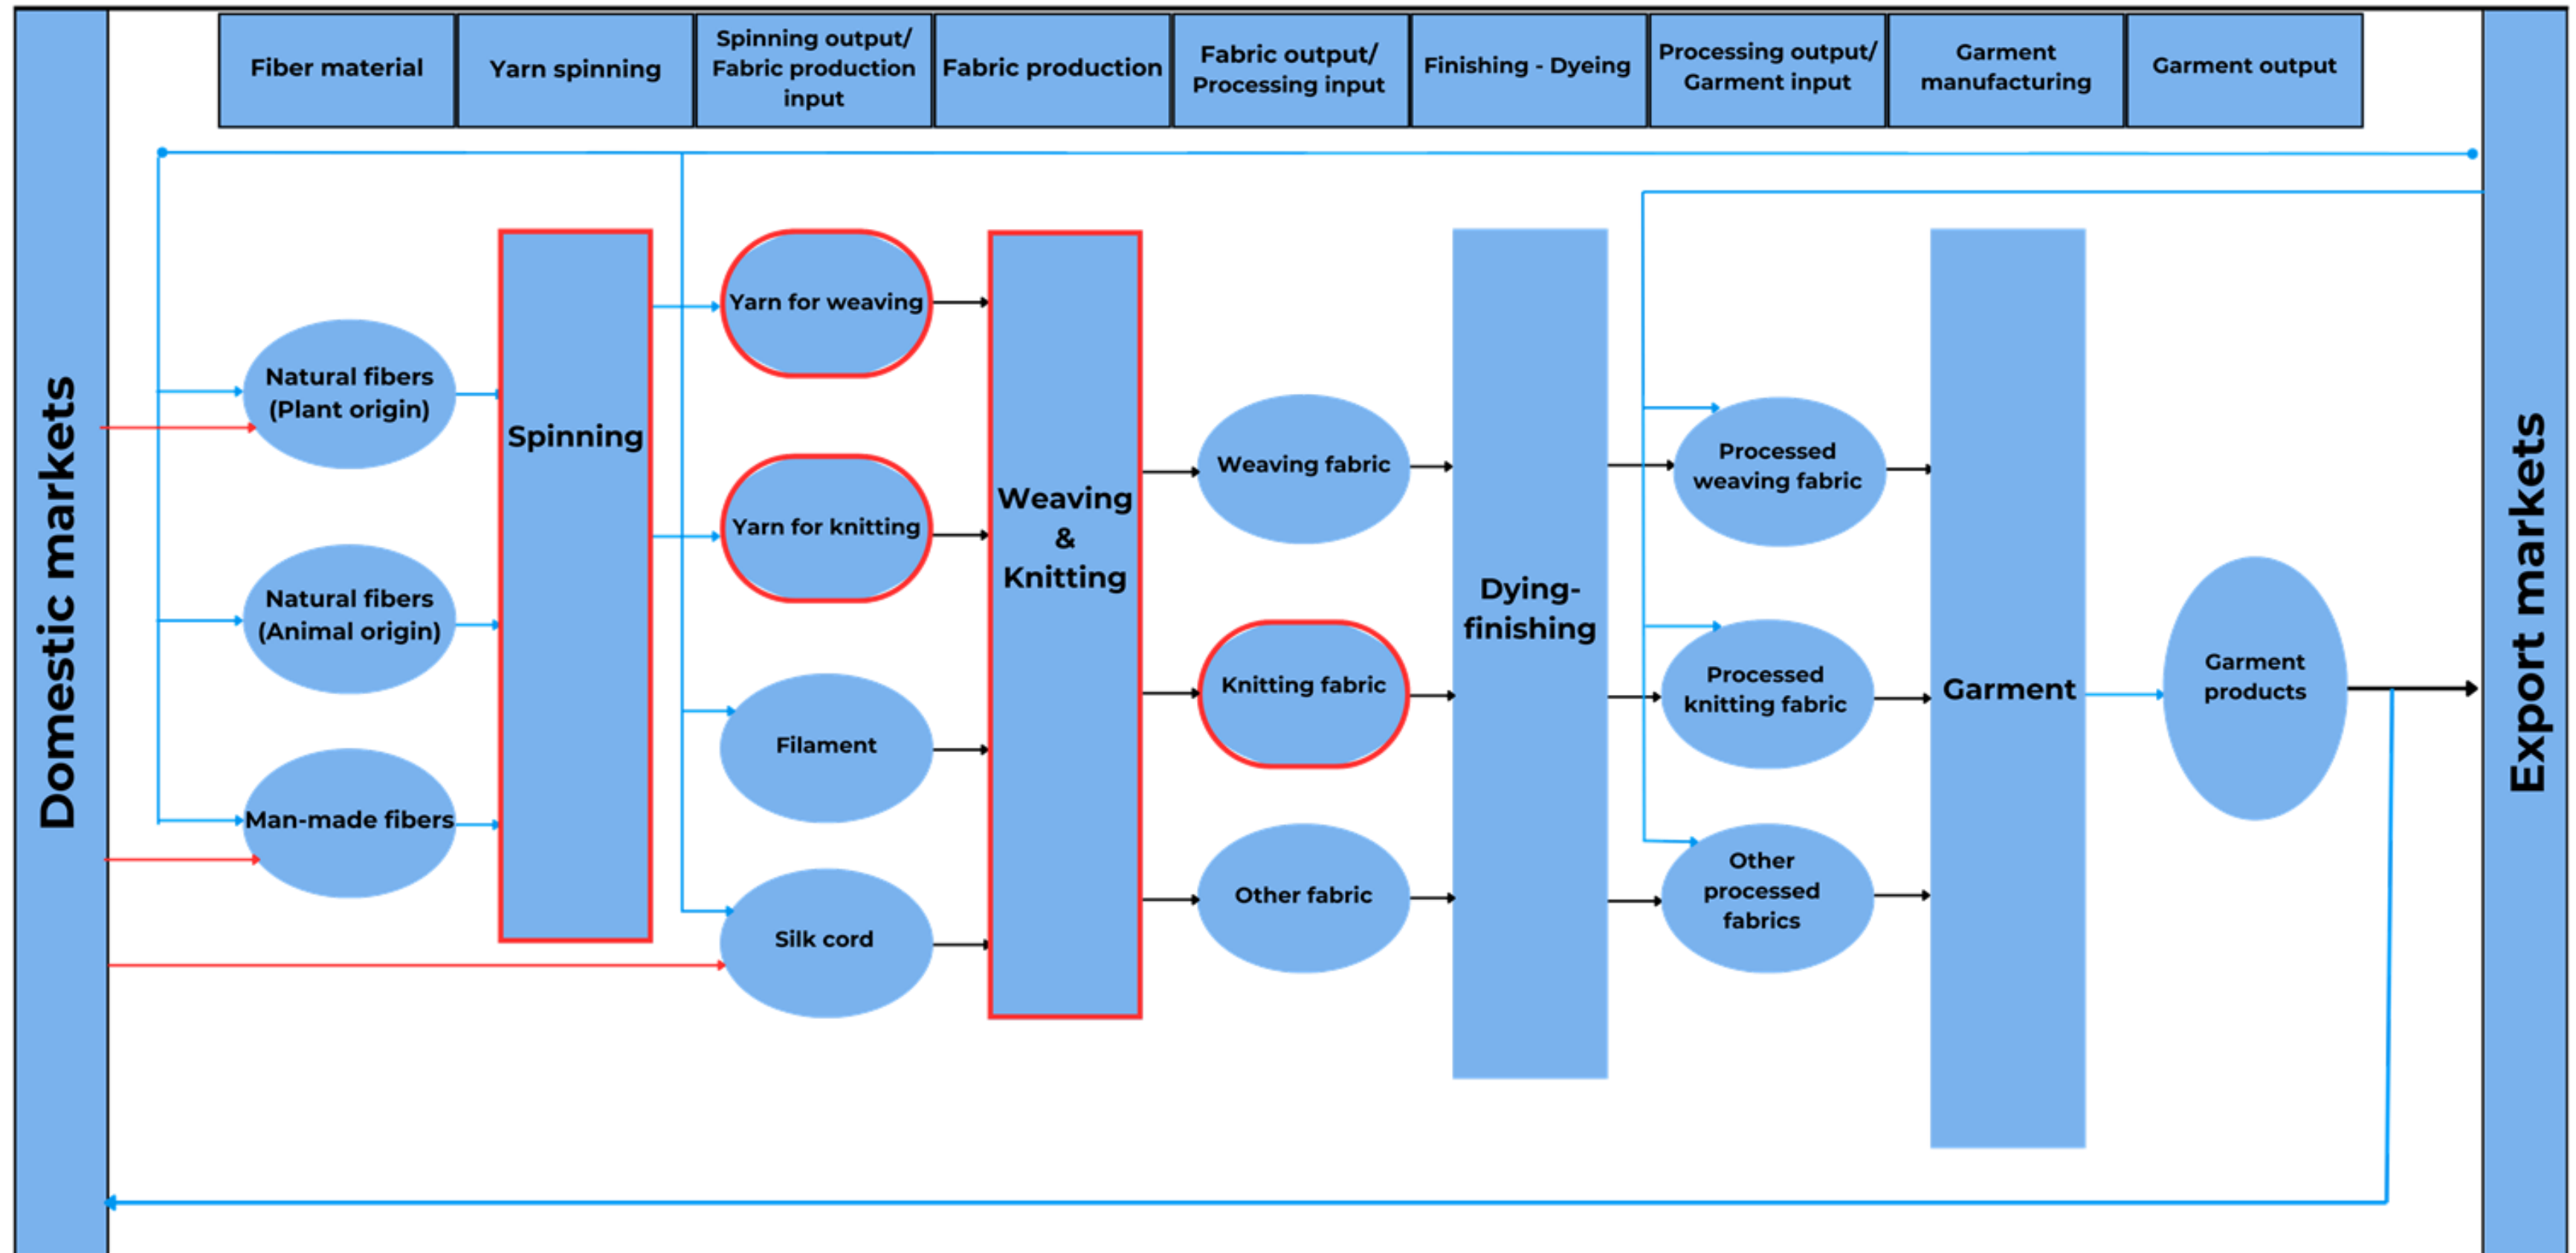 Fiber material
Yarn spinning
Spinning output/
Fabric production
input
Fabric production
Fabric output/
Processing input
Finishing - Dyeing
Processing output/
Garment input
Garment
manufacturing
Garment output
Domestic markets
Natural fibers
(Plant origin)
Natural fibers
(Animal origin)
Man-made fibers
Spinning
Yarn for weaving
Yarn for knitting
Filament
Silk cord
Weaving
&
Knitting
Weaving fabric
Knitting fabric
Other fabric
Dying-
finishing
Processed
weaving fabric
Processed
knitting fabric
Other
processed
fabrics
Garment
Garment
products
Export markets